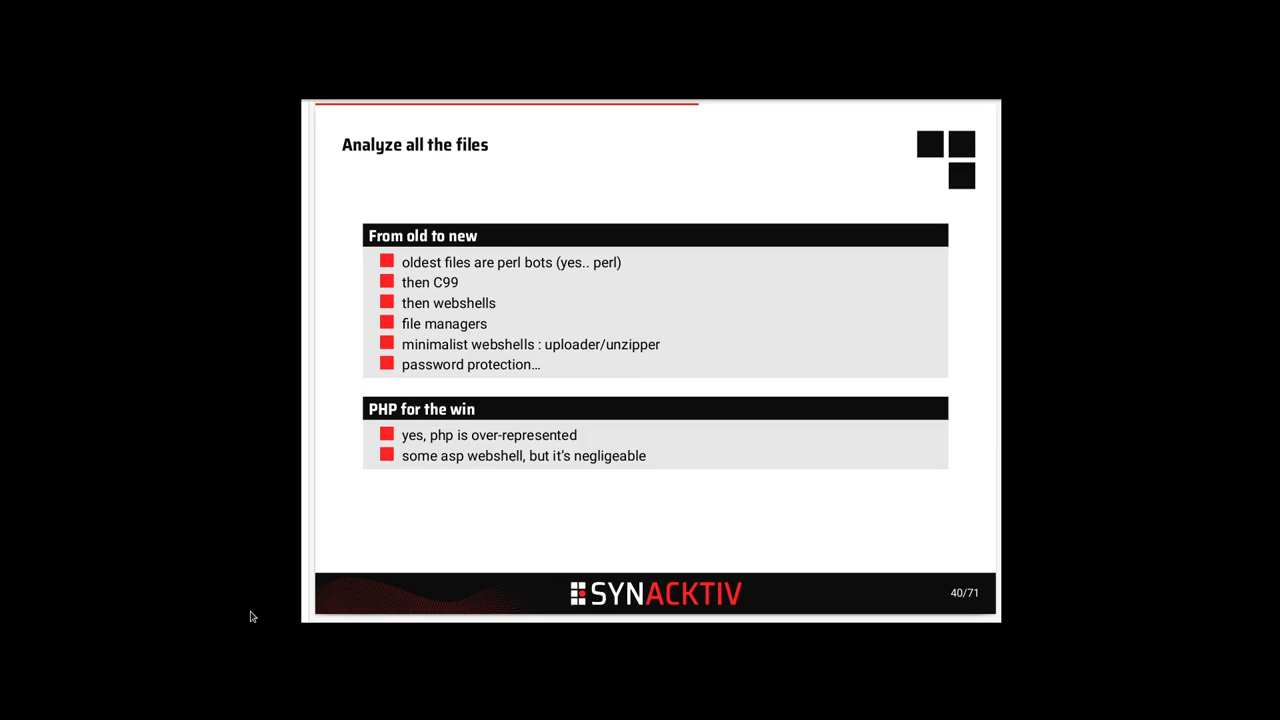 Analyze all the files
From old to new
oldest files are perl bots (yes.. perl)
then C99
then webshells
file managers
minimalist webshells : uploader/unzipper
password protection…
PHP for the win
yes, php is over-represented
some asp webshell, but it’s negligeable
SYNACKTIV
40/71